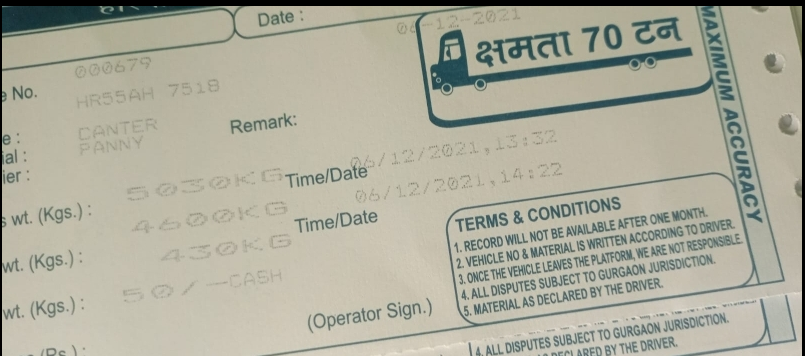 Date : 06-12-2021
क्षमता 70 टन
MAXIMUM ACCURACY
No. 000679
HR55AH 7518
CANTER
Remark:
PANNY
wt. (Kgs.) : 5030KG Time/Date 06/12/2021,13:32
wt. (Kgs.) : 4600KG Time/Date 06/12/2021,14:22
wt. (Kgs.) : 430KG
50/-CASH
(Operator Sign.)
TERMS & CONDITIONS
1. RECORD WILL NOT BE AVAILABLE AFTER ONE MONTH.
2. VEHICLE NO & MATERIAL IS WRITTEN ACCORDING TO DRIVER.
3. ONCE THE VEHICLE LEAVES THE PLATFORM, WE ARE NOT RESPONSIBLE.
4. ALL DISPUTES SUBJECT TO GURGAON JURISDICTION.
5. MATERIAL AS DECLARED BY THE DRIVER.
4. ALL DISPUTES SUBJECT TO GURGAON JURISDICTION.
BY THE DRIVER.